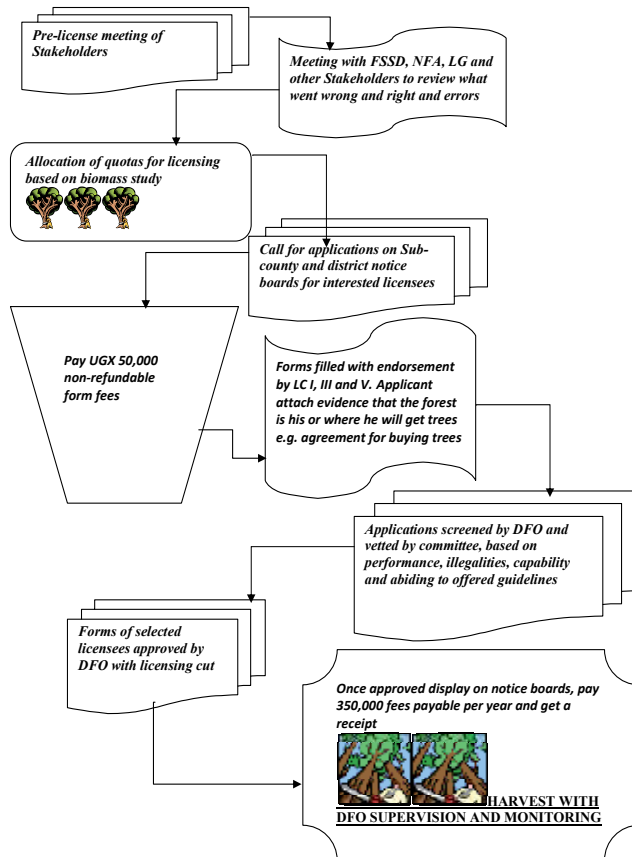 Pre-license meeting of
Stakeholders
Meeting with FSSD, NFA, LG and
other Stakeholders to review what
went wrong and right and errors
Allocation of quotas for licensing
based on biomass study
Call for applications on Sub-
county and district notice
boards for interested licensees
Pay UGX 50,000
non-refundable
form fees
Forms filled with endorsement
by LC I, III and V. Applicant
attach evidence that the forest
is his or where he will get trees
e.g. agreement for buying trees
Applications screened by DFO and
vetted by committee, based on
performance, illegalities, capability
and abiding to offered guidelines
Forms of selected
licensees approved by
DFO with licensing cut
Once approved display on notice boards, pay
350,000 fees payable per year and get a
receipt
HARVEST WITH
DFO SUPERVISION AND MONITORING